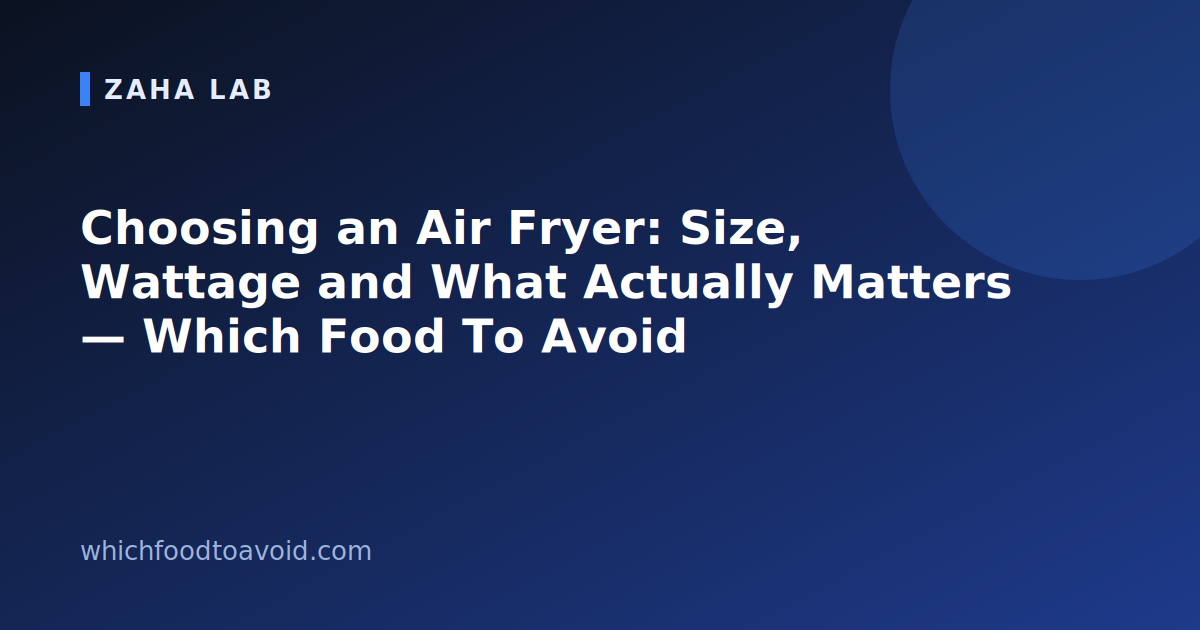 ZAHA LAB
Choosing an Air Fryer: Size,
Wattage and What Actually Matters
— Which Food To Avoid
whichfoodtoavoid.com